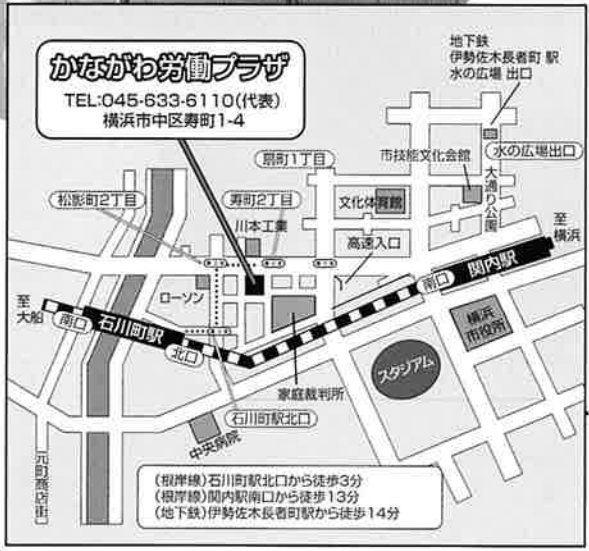 かながわ労働プラザ
TEL:045-633-6110(代表)
横浜市中区寿町1-4
地下鉄
伊勢佐木長者町 駅
水の広場 出口
扇町1丁目
市技能文化会館
水の広場出口
松影町2丁目
寿町2丁目
文化体育館
大通り公園
川本工業
高速入口
至
横浜
関内駅
南口
ローソン
至
大船
南口
石川町駅
北口
横浜
市役所
スタジアム
家庭裁判所
石川町駅北口
中央病院
元町商店街
(根岸線)石川町駅北口から徒歩3分
(根岸線)関内駅南口から徒歩13分
(地下鉄)伊勢佐木長者町駅から徒歩14分